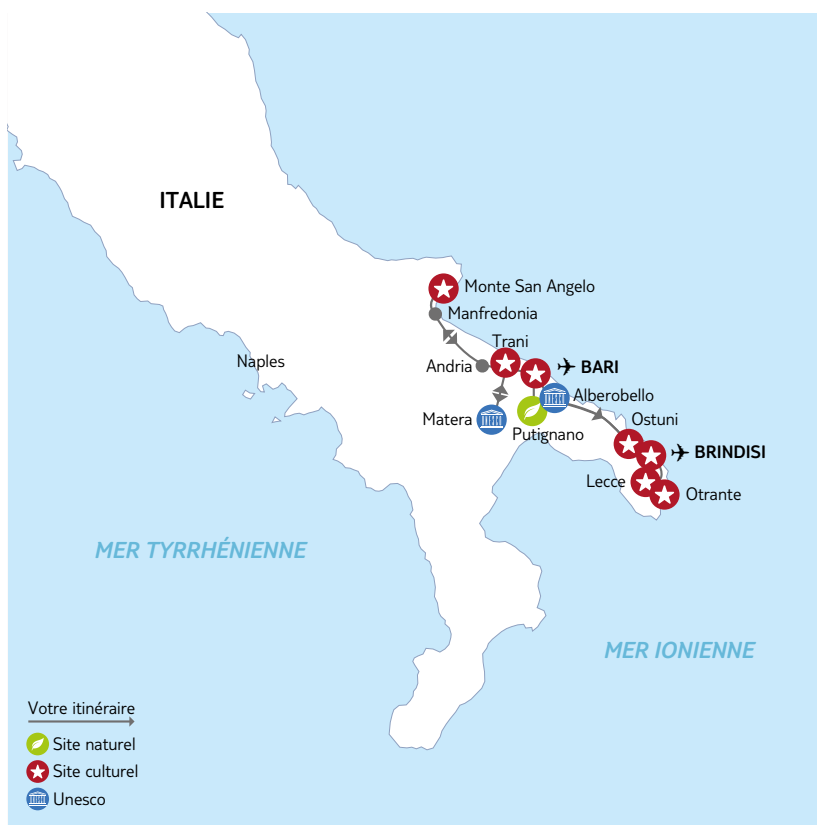 ITALIE
Monte San Angelo
Manfredonia
Trani
Naples
Andria
BARI
Alberobello
Matera
Putignano
Ostuni
BRINDISI
Lecce
Otrante
MER TYRRHÉNIENNE
MER IONIENNE
Votre itinéraire
Site naturel
Site culturel
Unesco